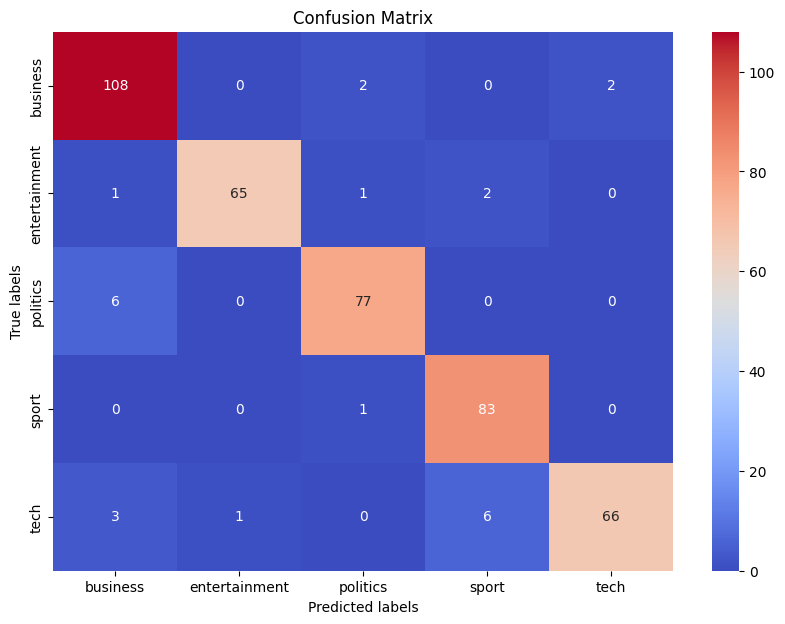 Confusion Matrix
True labels
business
108 0 2 0 2
entertainment
1 65 1 2 0
politics
6 0 77 0 0
sport
0 0 1 83 0
tech
3 1 0 6 66
business entertainment politics sport tech
Predicted labels
100
80
60
40
20
0